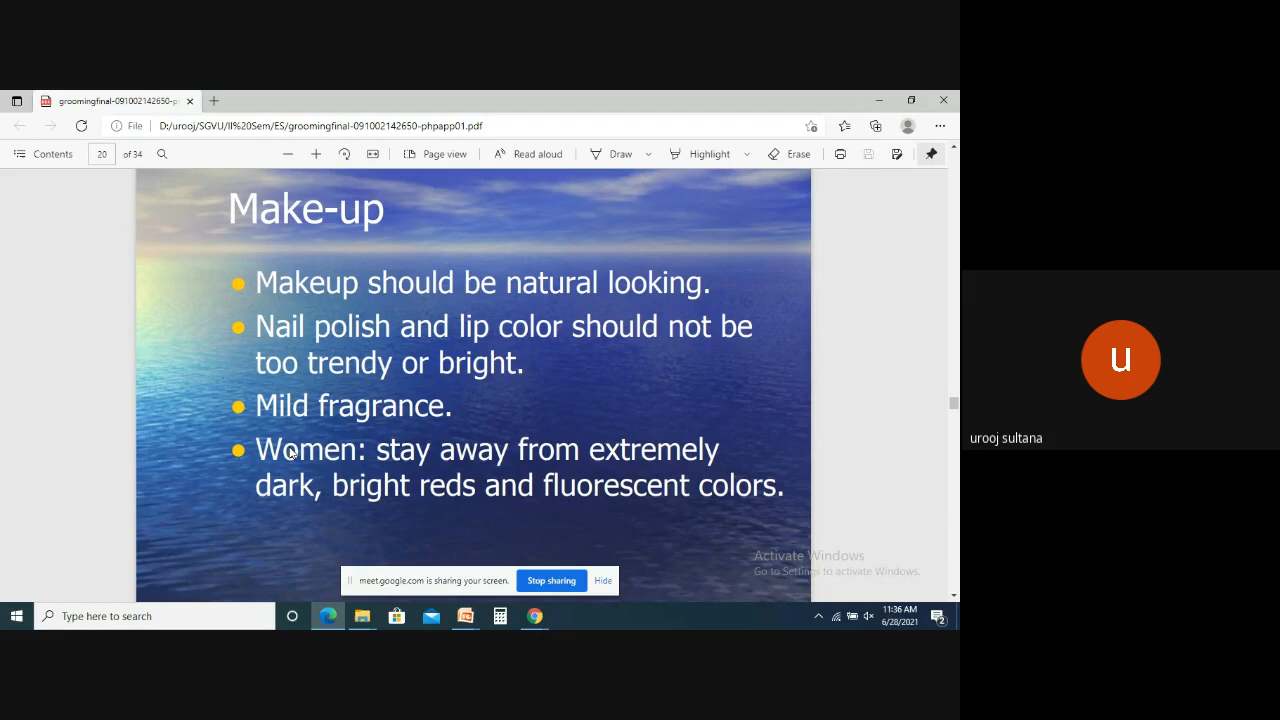 groomingfinal-091002142650-p
File
D:/urooj/SGVU/II%20Sem/ES/groomingfinal-091002142650-phpapp01.pdf
Contents
20
of 34
Page view
Read aloud
Draw
Highlight
Erase
Make-up
Makeup should be natural looking.
Nail polish and lip color should not be
too trendy or bright.
Mild fragrance.
Women: stay away from extremely
dark, bright reds and fluorescent colors.
Activate Windows
Go to Settings to activate Windows.
meet.google.com is sharing your screen.
Stop sharing
Hide
Type here to search
11:36 AM
6/28/2021
2
u
urooj sultana